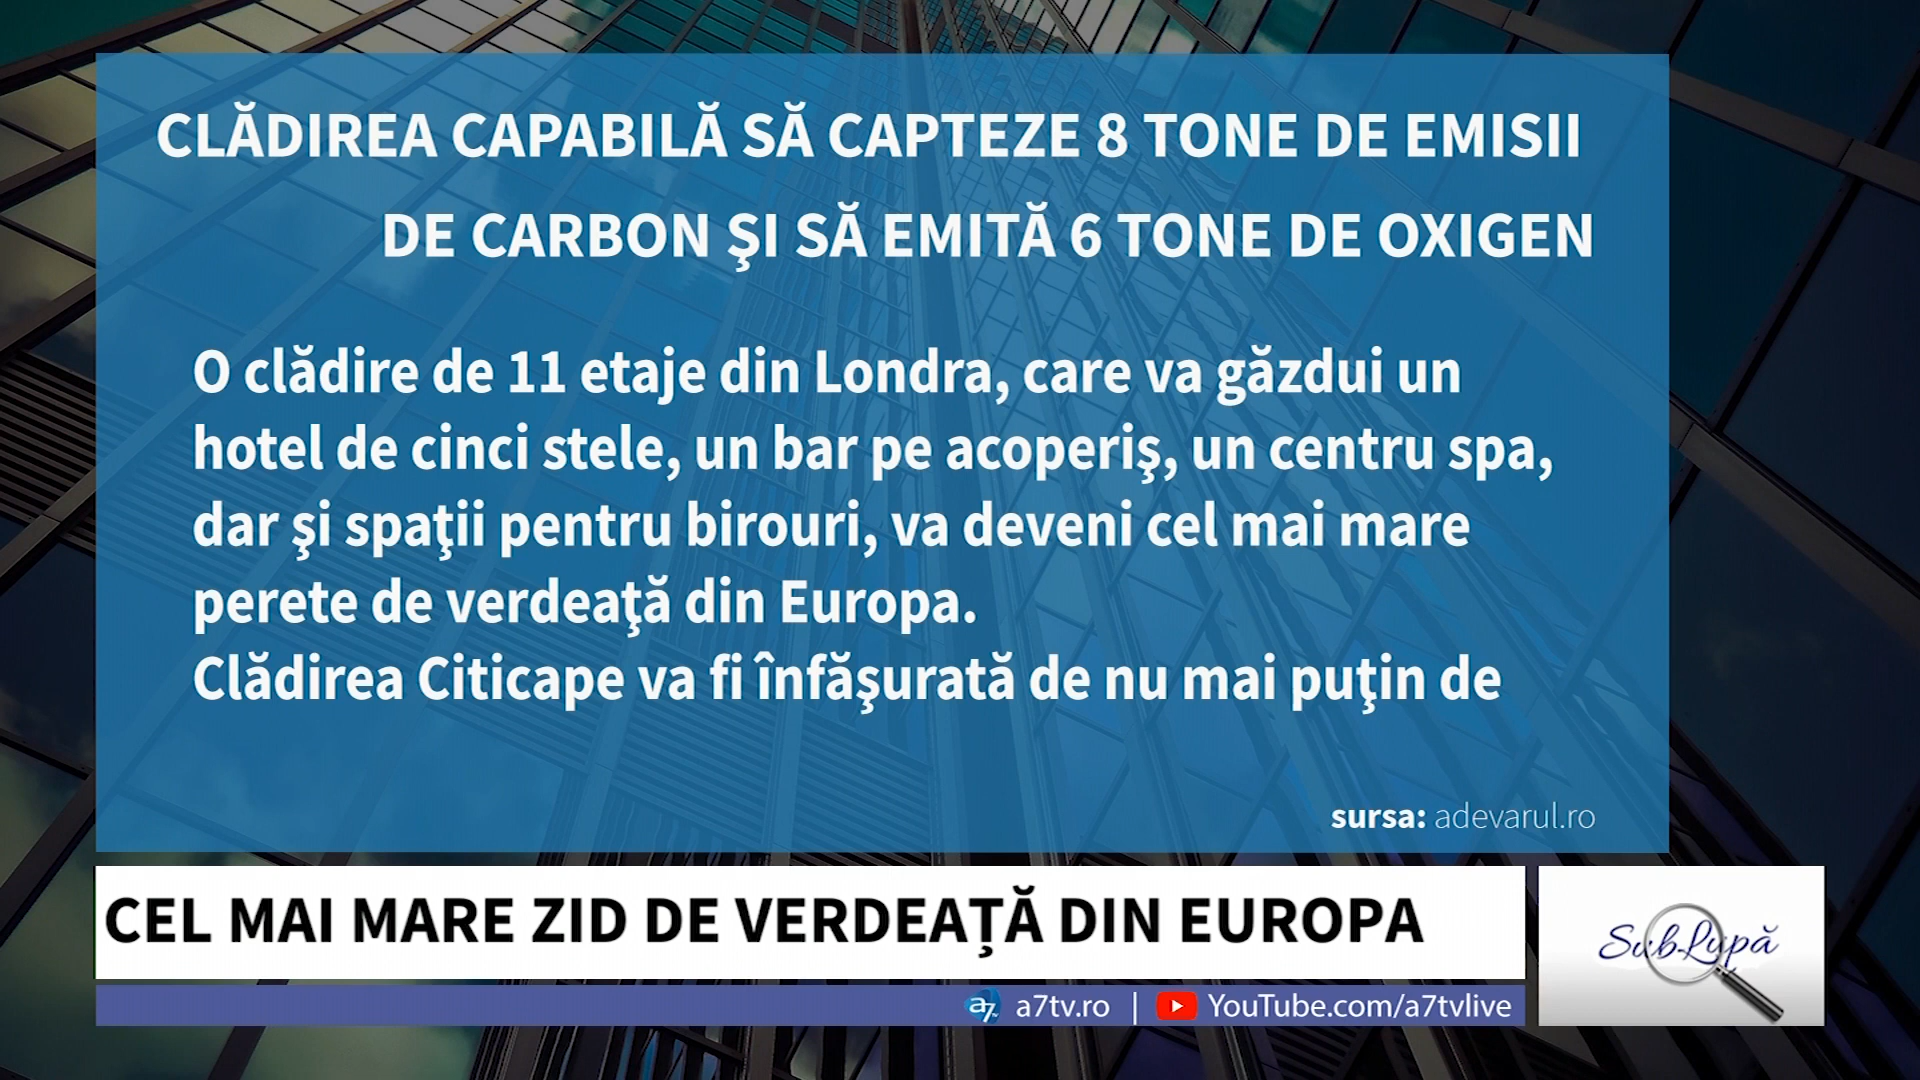 CLĂDIREA CAPABILĂ SĂ CAPTEZE 8 TONE DE EMISII
DE CARBON ŞI SĂ EMITĂ 6 TONE DE OXIGEN
O clădire de 11 etaje din Londra, care va găzdui un
hotel de cinci stele, un bar pe acoperiş, un centru spa,
dar şi spaţii pentru birouri, va deveni cel mai mare
perete de verdeaţă din Europa.
Clădirea Citicape va fi înfăşurată de nu mai puţin de
sursa: adevarul.ro
CEL MAI MARE ZID DE VERDEAŢĂ DIN EUROPA
Sub Lupă
a7 a7tv.ro | YouTube.com/a7tvlive